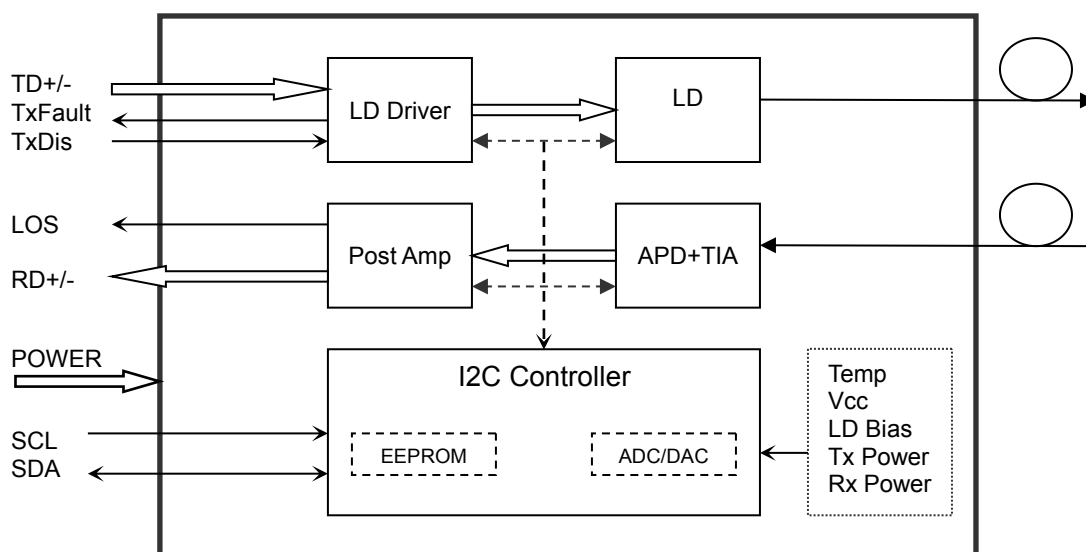 TD+/-
TxFault
TxDis
LD Driver
LD
LOS
RD+/-
Post Amp
APD+TIA
POWER
SCL
SDA
I2C Controller
EEPROM
ADC/DAC
Temp
Vcc
LD Bias
Tx Power
Rx Power